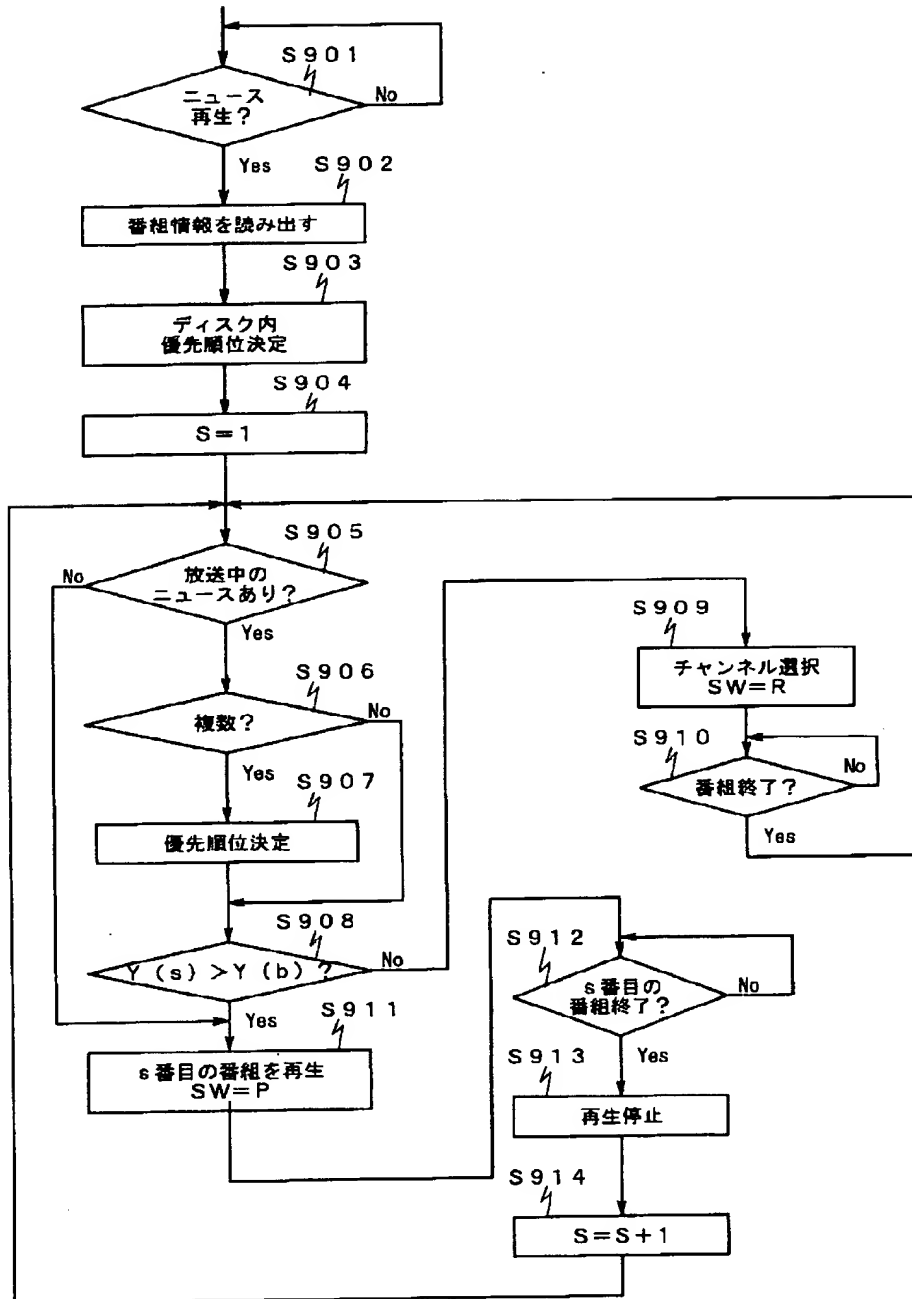 S901
ニュース
再生?
No
Yes
S902
番組情報を読み出す
S903
ディスク内
優先順位決定
S904
S=1
S905
放送中の
ニュースあり?
No
Yes
S906
複数?
No
Yes
S907
優先順位決定
S908
Y(s)>Y(b)?
No
Yes
S909
チャンネル選択
SW=R
S910
番組終了?
No
Yes
S911
s番目の番組を再生
SW=P
S912
s番目の
番組終了?
No
Yes
S913
再生停止
S914
S=S+1